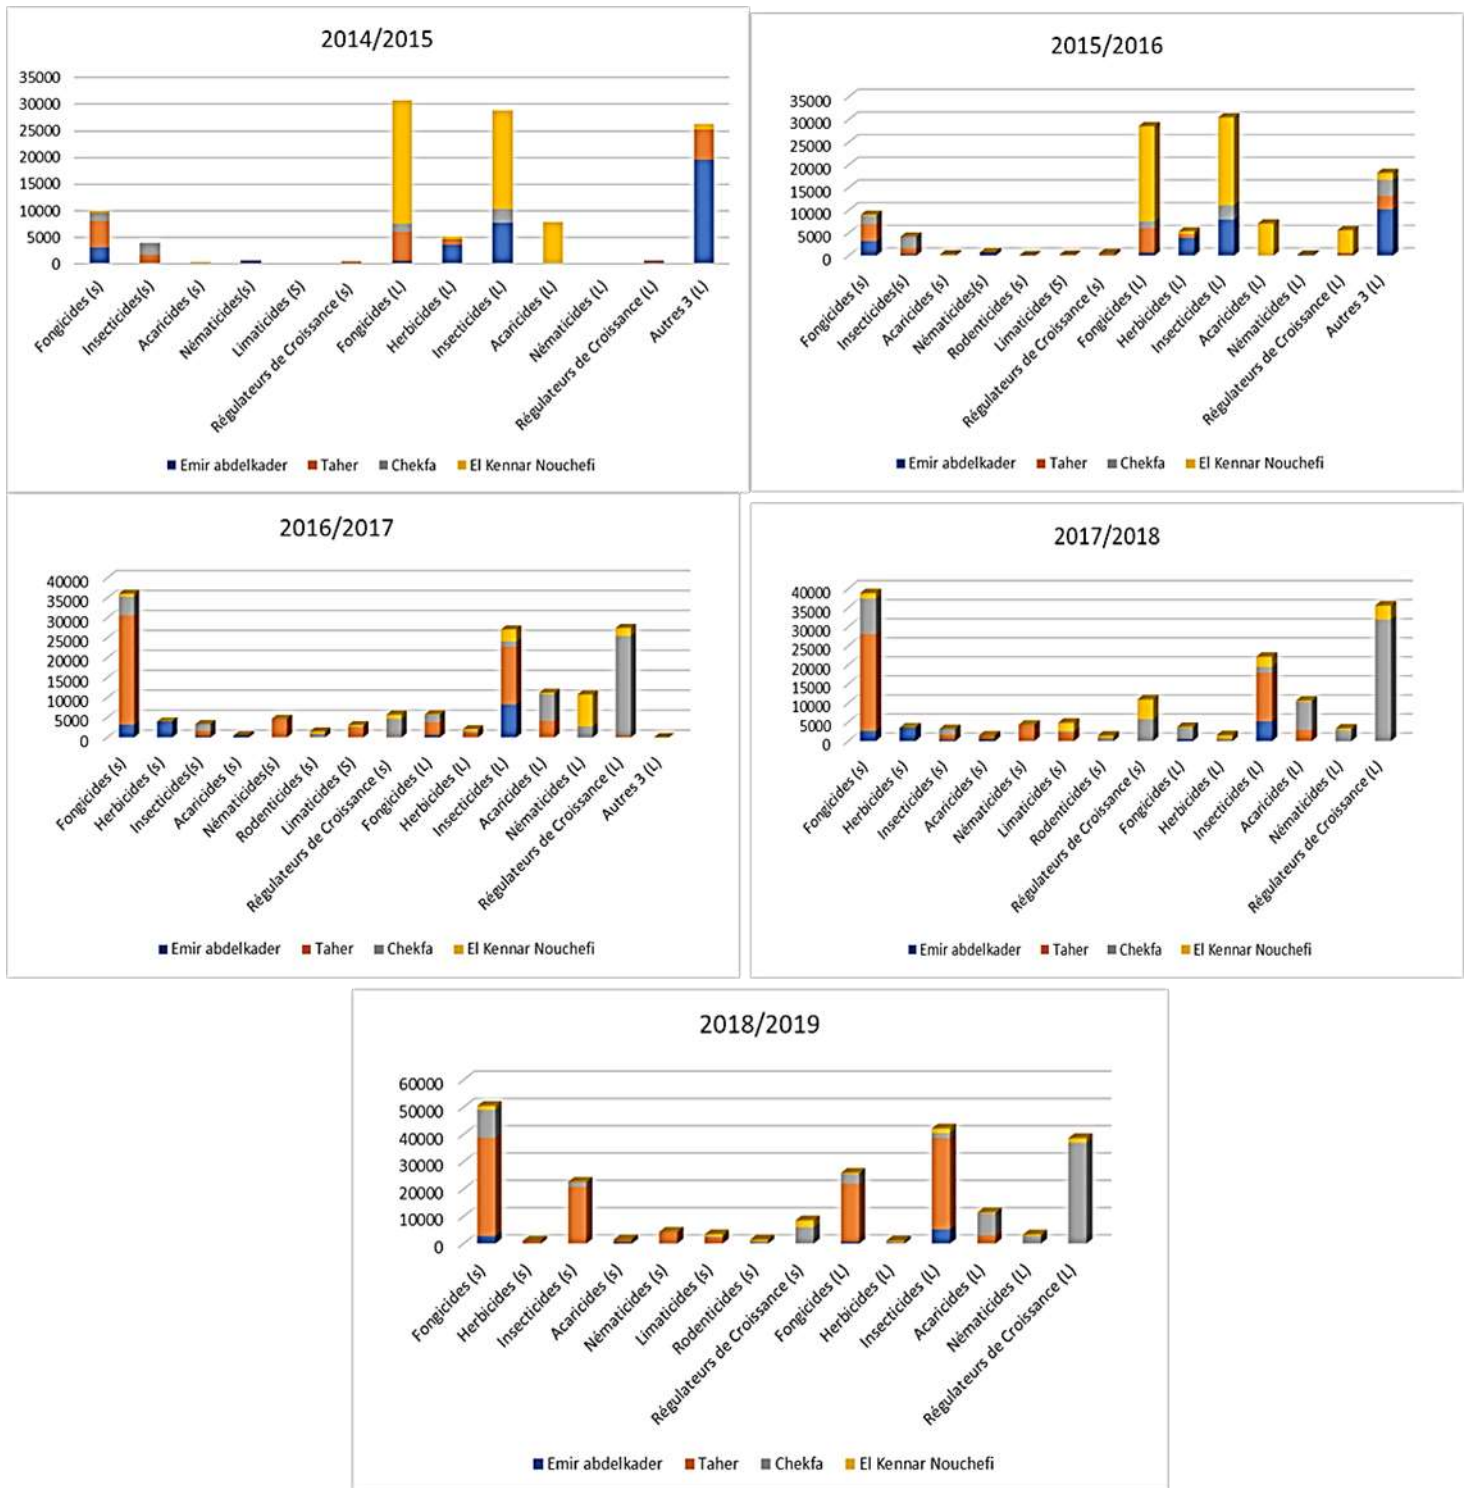 2014/2015
35000
30000
25000
20000
15000
10000
5000
0
Fongicides (s)
Insecticides(s)
Acaricides (s)
Nématicides(s)
Limaticides (S)
Régulateurs de Croissance (s)
Fongicides (L)
Herbicides (L)
Insecticides (L)
Acaricides (L)
Nématicides (L)
Régulateurs de Croissance (L)
Autres 3 (L)
Emir abdelkader Taher Chekfa El Kennar Nouchefi
2015/2016
35000
30000
25000
20000
15000
10000
5000
0
Fongicides (s)
Insecticides(s)
Acaricides (s)
Nématicides(s)
Rodenticides (s)
Limaticides (S)
Régulateurs de Croissance (s)
Fongicides (L)
Herbicides (L)
Insecticides (L)
Acaricides (L)
Nématicides (L)
Régulateurs de Croissance (L)
Autres 3 (L)
Emir abdelkader Taher Chekfa El Kennar Nouchefi
2016/2017
40000
35000
30000
25000
20000
15000
10000
5000
0
Fongicides (s)
Herbicides (s)
Insecticides(s)
Acaricides (s)
Nématicides(s)
Rodenticides (s)
Limaticides (S)
Régulateurs de Croissance (s)
Fongicides (L)
Herbicides (L)
Insecticides (L)
Acaricides (L)
Nématicides (L)
Régulateurs de Croissance (L)
Autres 3 (L)
Emir abdelkader Taher Chekfa El Kennar Nouchefi
2017/2018
40000
35000
30000
25000
20000
15000
10000
5000
0
Fongicides (s)
Herbicides (s)
Insecticides (s)
Acaricides (s)
Nématicides (s)
Limaticides (s)
Rodenticides (s)
Régulateurs de Croissance (s)
Fongicides (L)
Herbicides (L)
Insecticides (L)
Acaricides (L)
Nématicides (L)
Régulateurs de Croissance (L)
Emir abdelkader Taher Chekfa El Kennar Nouchefi
2018/2019
60000
50000
40000
30000
20000
10000
0
Fongicides (s)
Herbicides (s)
Insecticides (s)
Acaricides (s)
Nématicides (s)
Limaticides (s)
Rodenticides (s)
Régulateurs de Croissance (s)
Fongicides (L)
Herbicides (L)
Insecticides (L)
Acaricides (L)
Nématicides (L)
Régulateurs de Croissance (L)
Emir abdelkader Taher Chekfa El Kennar Nouchefi